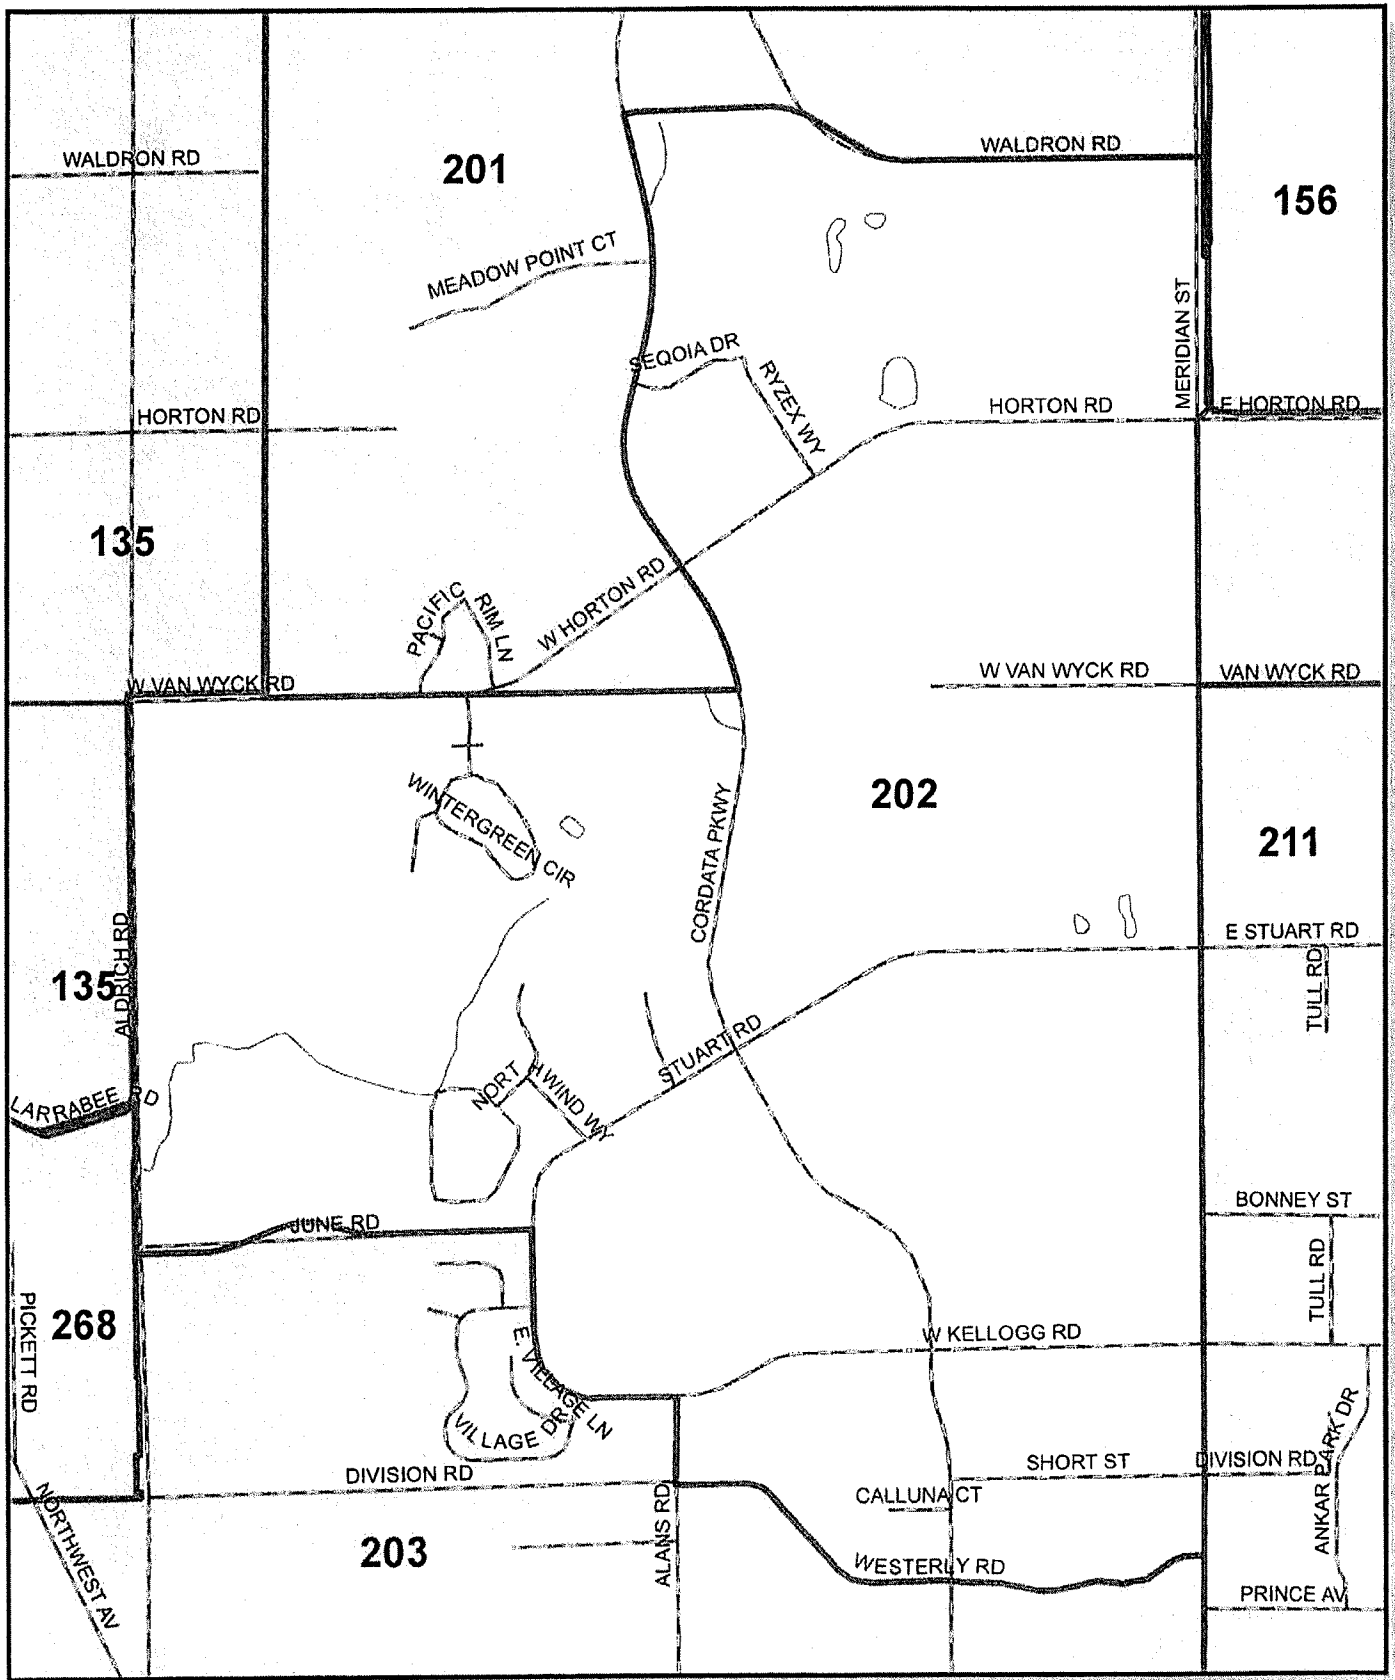 WALDRON RD
201
WALDRON RD
156
MEADOW POINT CT
MERIDIAN ST
SEQOIA DR
RYZEX WY
HORTON RD
HORTON RD
E HORTON RD
135
PACIFIC
RIM LN
W HORTON RD
W VAN WYCK RD
W VAN WYCK RD
VAN WYCK RD
WINTERGREEN CIR
CORDATA PKWY
202
211
ALDRICH RD
135
E STUART RD
TULL RD
STUART RD
NORTHWIND WY
LARRABEE RD
JUNE RD
BONNEY ST
TULL RD
PICKETT RD
268
E. VILLAGE LN
VILLAGE DR
W KELLOGG RD
ANKAR PARK DR
DIVISION RD
SHORT ST
DIVISION RD
CALLUNA CT
NORTHWEST AV
203
ALANS RD
WESTERLY RD
PRINCE AV